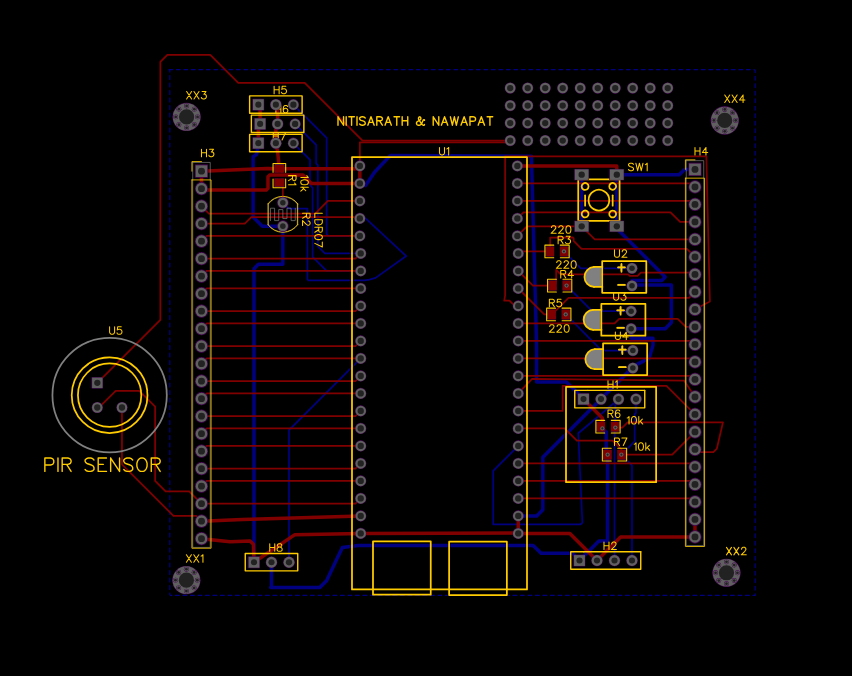 H5
XX3
XX4
H6
NITISARATH & NAWAPAT
H7
H3
U1
H4
SW1
R1
10k
R2
LDR07
220
R3
U2
220
R4
U3
R5
220
U5
U4
H1
R6
10k
R7
10k
PIR SENSOR
H8
H2
XX1
XX2